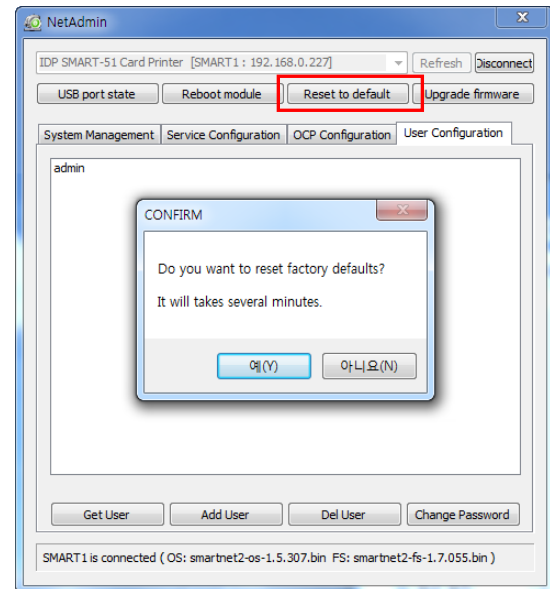 NetAdmin
IDP SMART-51 Card Printer [SMART1 : 192.168.0.227] Refresh Disconnect
USB port state Reboot module Reset to default Upgrade firmware
System Management Service Configuration OCP Configuration User Configuration
admin
CONFIRM
Do you want to reset factory defaults?
It will takes several minutes.
예(Y) 아니요(N)
Get User Add User Del User Change Password
SMART1 is connected ( OS: smartnet2-os-1.5.307.bin FS: smartnet2-fs-1.7.055.bin )